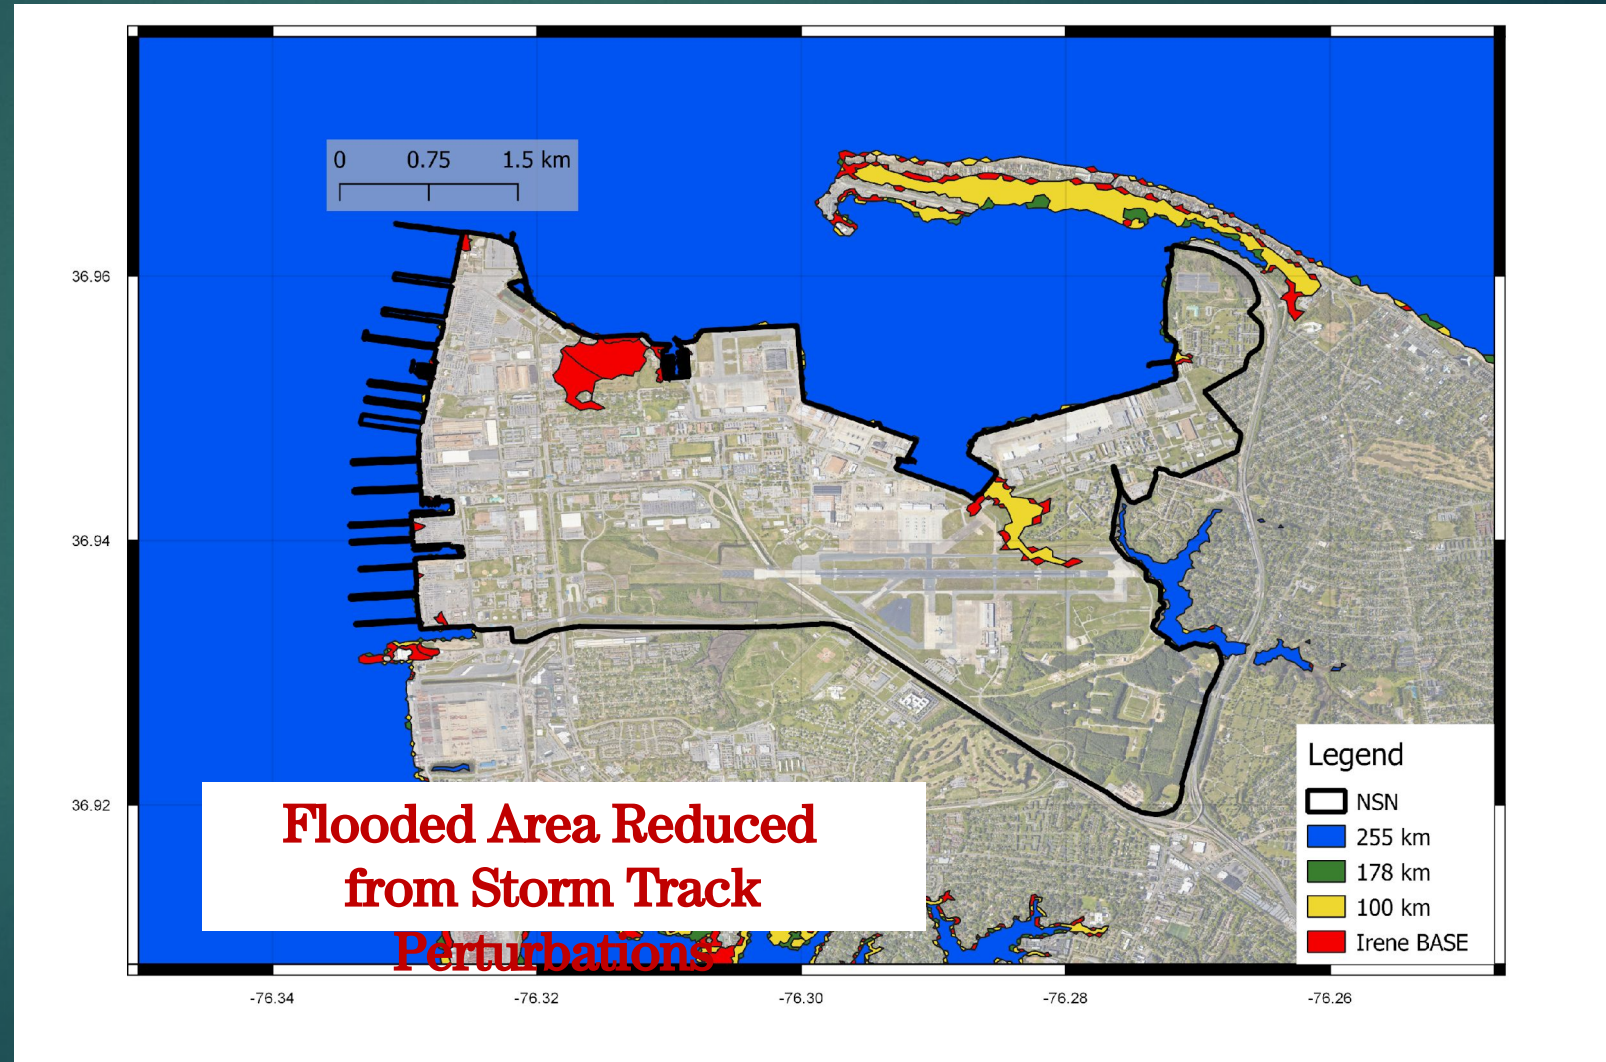 0 0.75 1.5 km
36.96
36.94
36.92
Legend
NSN
255 km
178 km
100 km
Irene BASE
Flooded Area Reduced
from Storm Track
Perturbations
-76.34 -76.32 -76.30 -76.28 -76.26